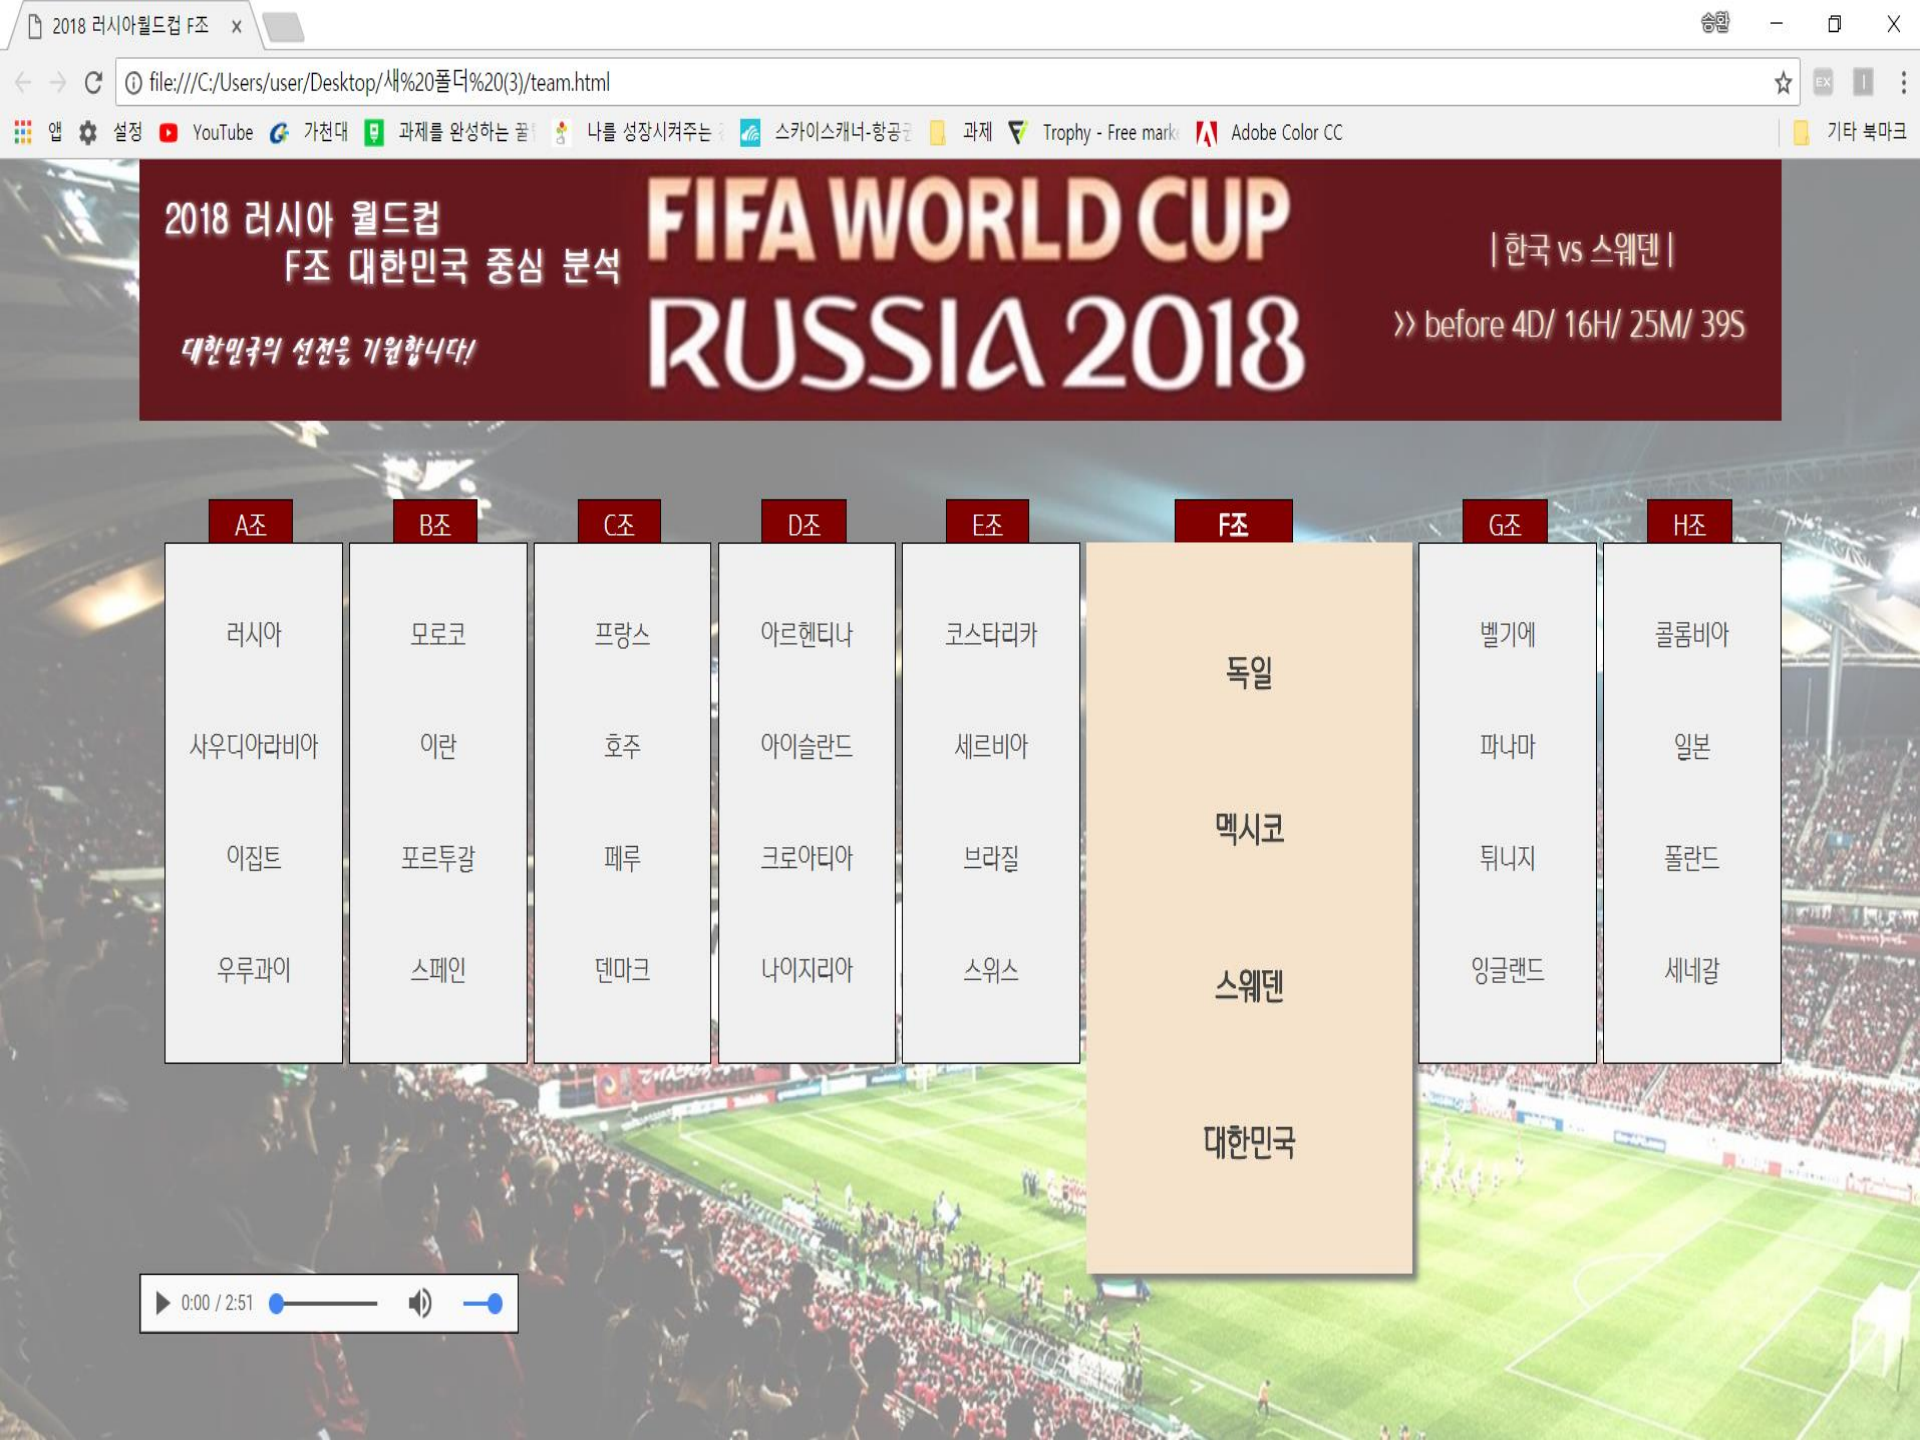 2018 러시아월드컵 F조
송환
file:///C:/Users/user/Desktop/새%20폴더%20(3)/team.html
앱 설정 YouTube 가천대 과제를 완성하는 꿀 나를 성장시켜주는 스카이스캐너-항공 과제 Trophy - Free mark Adobe Color CC 기타 북마크
2018 러시아 월드컵
F조 대한민국 중심 분석
대한민국의 선전을 기원합니다!
FIFA WORLD CUP
RUSSIA 2018
| 한국 vs 스웨덴 |
>> before 4D/ 16H/ 25M/ 39S
A조
러시아
사우디아라비아
이집트
우루과이
B조
모로코
이란
포르투갈
스페인
C조
프랑스
호주
페루
덴마크
D조
아르헨티나
아이슬란드
크로아티아
나이지리아
E조
코스타리카
세르비아
브라질
스위스
F조
독일
멕시코
스웨덴
대한민국
G조
벨기에
파나마
튀니지
잉글랜드
H조
콜롬비아
일본
폴란드
세네갈
0:00 / 2:51